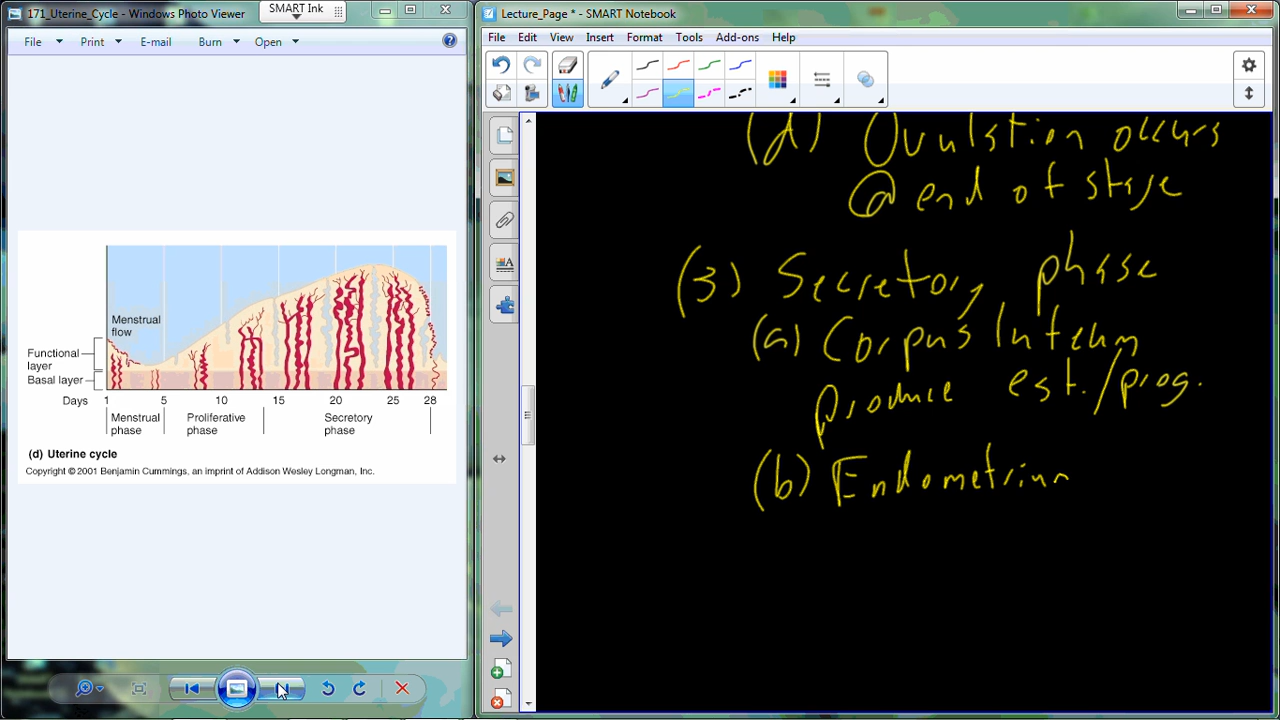 171_Uterine_Cycle - Windows Photo Viewer
SMART Ink
File Print E-mail Burn Open
Menstrual
flow
Functional
layer
Basal layer
Days 1 5 10 15 20 25 28
Menstrual
phase
Proliferative
phase
Secretory
phase
(d) Uterine cycle
Copyright © 2001 Benjamin Cummings, an imprint of Addison Wesley Longman, Inc.
Lecture_Page * - SMART Notebook
File Edit View Insert Format Tools Add-ons Help
(d) Ovulation occurs
@ end of stage
(3) Secretory phase
(a) Corpus luteum
produce est./prog.
(b) Endometrium